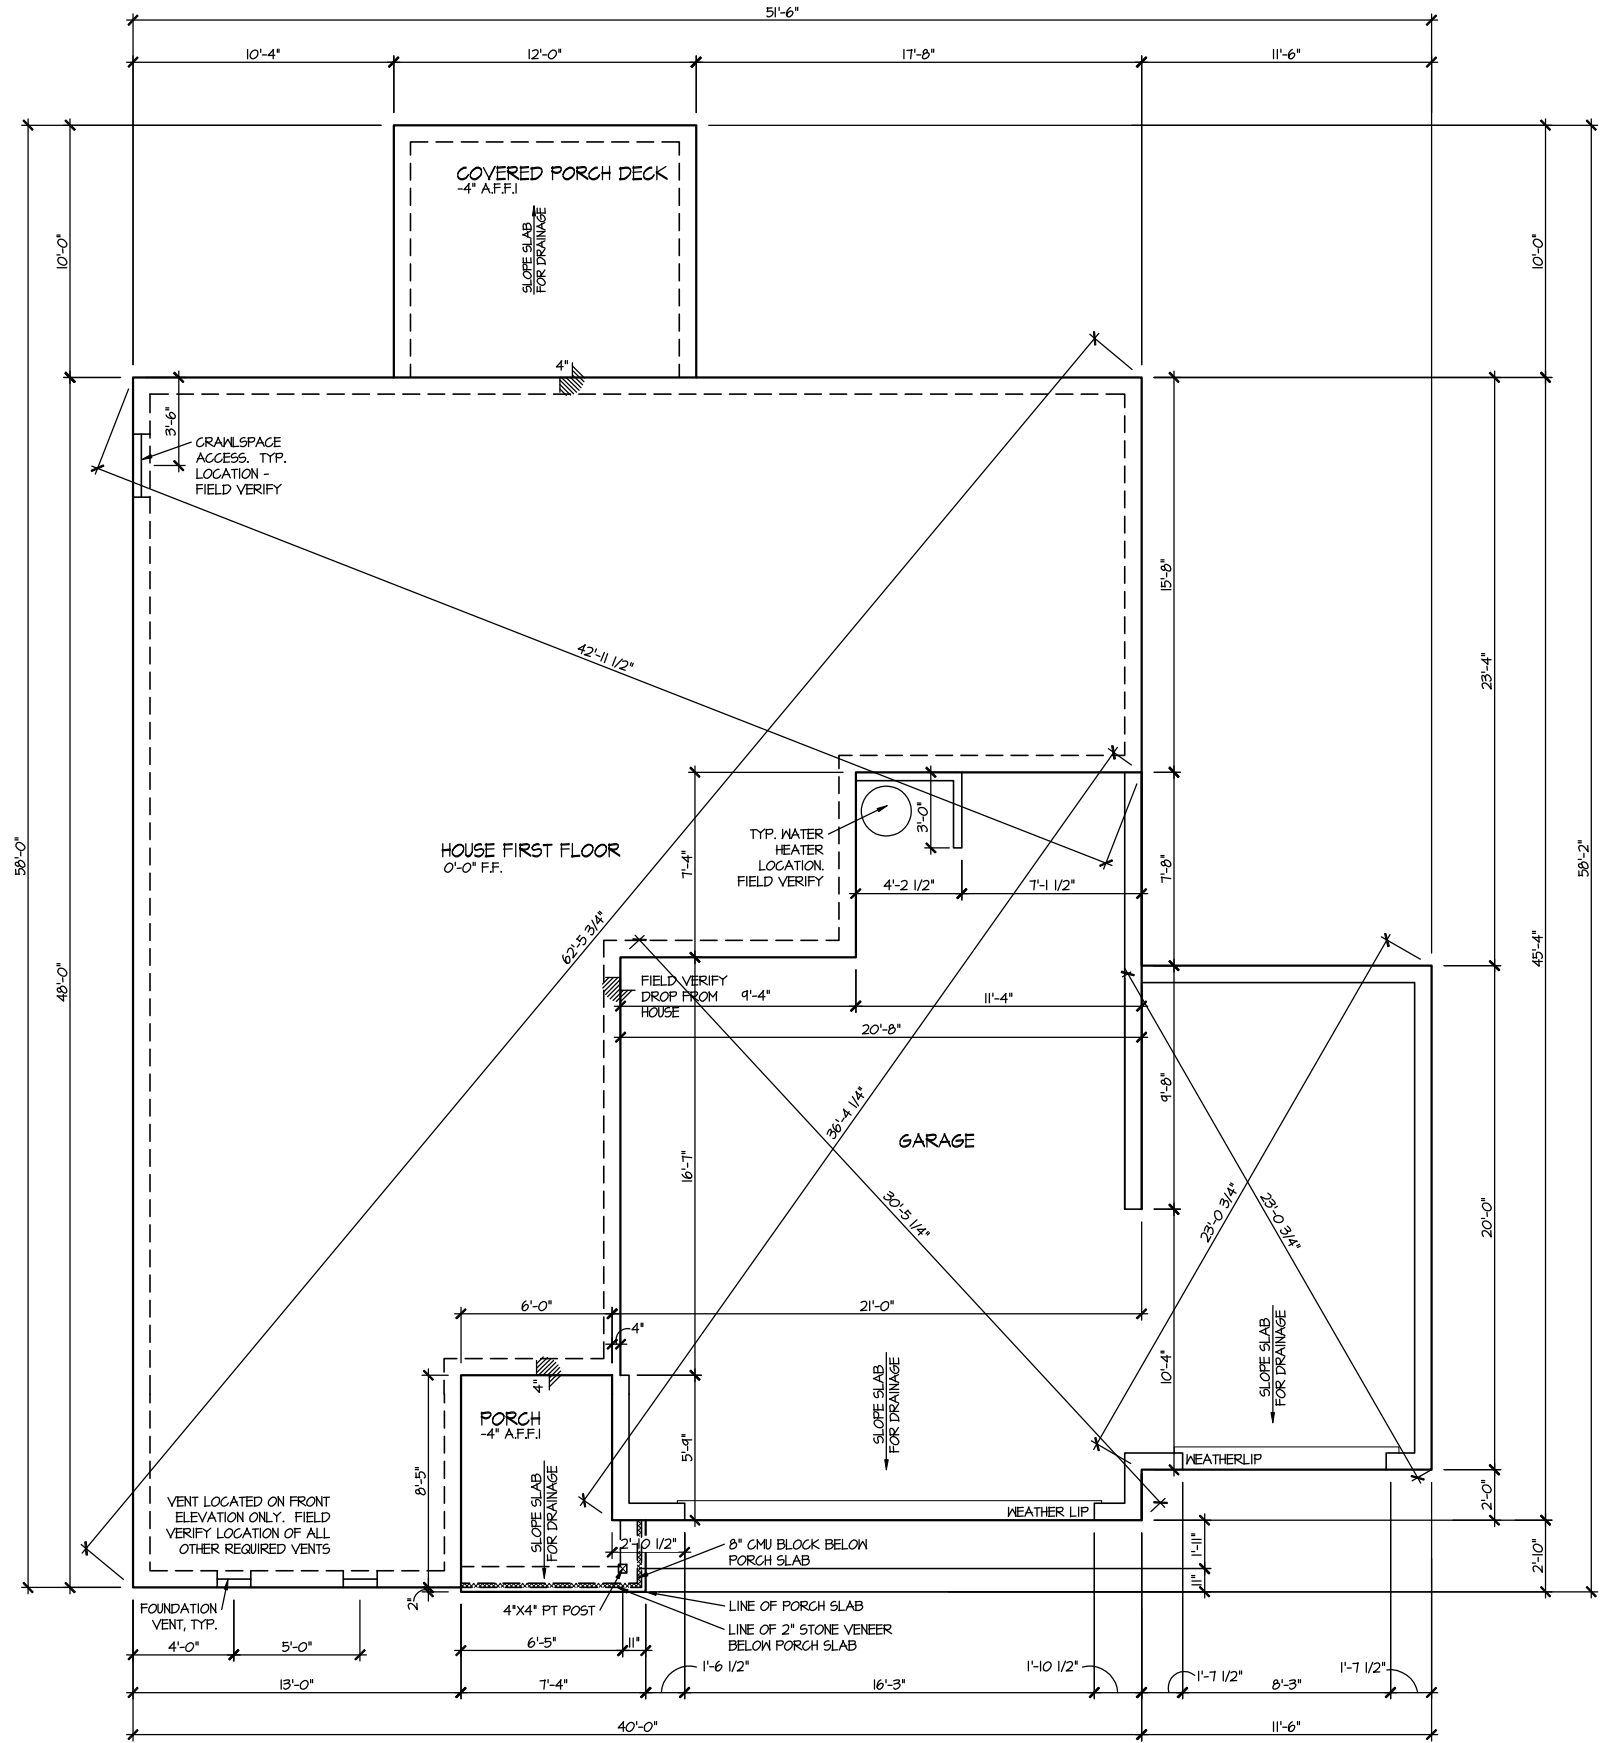 51'-6"
10'-4"
12'-0"
17'-8"
11'-6"
COVERED PORCH DECK
-4" A.F.F.I
SLOPE SLAB
FOR DRAINAGE
10'-0"
10'-0"
4"
3'-6"
CRAWLSPACE
ACCESS. TYP.
LOCATION -
FIELD VERIFY
15'-8"
42'-11 1/2"
23'-4"
HOUSE FIRST FLOOR
0'-0" F.F.
TYP. WATER
HEATER
LOCATION.
FIELD VERIFY
3'-0"
7'-4"
4'-2 1/2"
7'-1 1/2"
7'-8"
58'-0"
58'-2"
62'-5 3/4"
45'-4"
48'-0"
FIELD VERIFY
DROP FROM
HOUSE
9'-4"
11'-4"
20'-8"
9'-8"
36'-4 1/4"
GARAGE
16'-7"
30'-5 1/4"
23'-0 3/4"
23'-0 3/4"
20'-0"
6'-0"
21'-0"
4"
SLOPE SLAB
FOR DRAINAGE
10'-4"
SLOPE SLAB
FOR DRAINAGE
4"
PORCH
-4" A.F.F.I
5'-9"
8'-5"
SLOPE SLAB
FOR DRAINAGE
WEATHERLIP
WEATHER LIP
2'-0"
VENT LOCATED ON FRONT
ELEVATION ONLY. FIELD
VERIFY LOCATION OF ALL
OTHER REQUIRED VENTS
2'-10 1/2"
8" CMU BLOCK BELOW
PORCH SLAB
1'-11"
2'-10"
11"
2"
FOUNDATION
VENT, TYP.
4"X4" PT POST
LINE OF PORCH SLAB
LINE OF 2" STONE VENEER
BELOW PORCH SLAB
4'-0"
5'-0"
6'-5"
11"
1'-6 1/2"
1'-10 1/2"
1'-7 1/2"
1'-7 1/2"
13'-0"
7'-4"
16'-3"
8'-3"
40'-0"
11'-6"